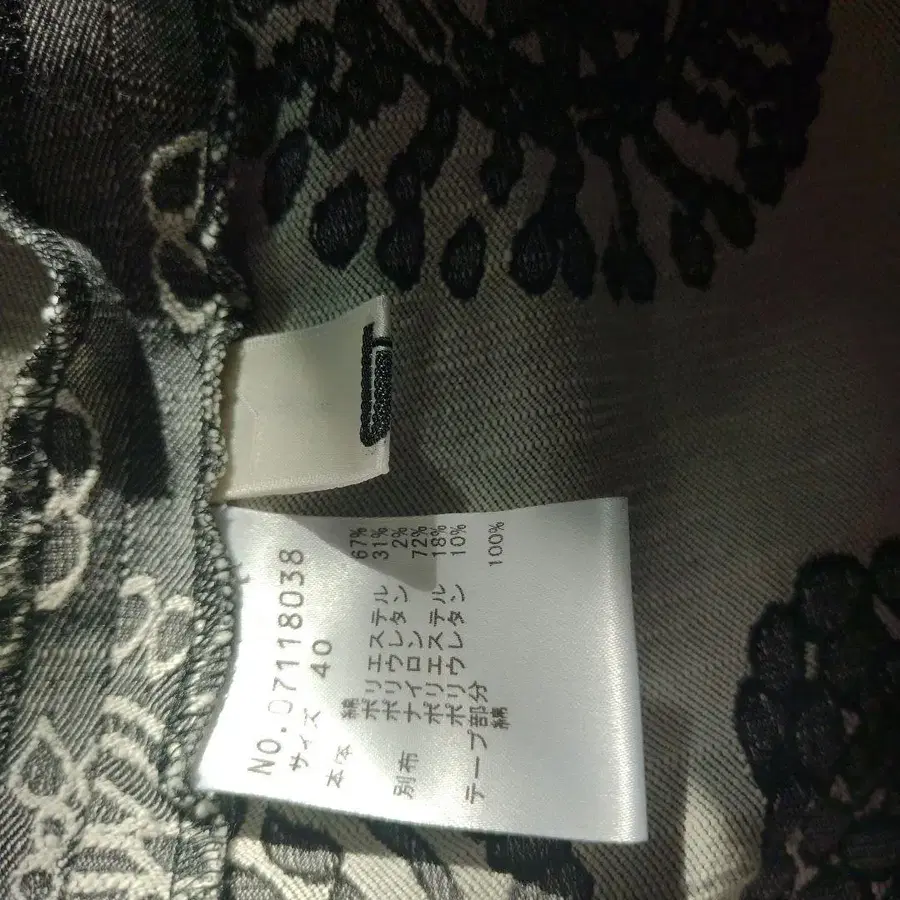 NO.07118038
サイズ 40
本体 綿 67%
ポリエステル 31%
ポリウレタン 2%
別布 ナイロン 72%
ポリエステル 18%
ポリウレタン 10%
テープ部分
綿 100%